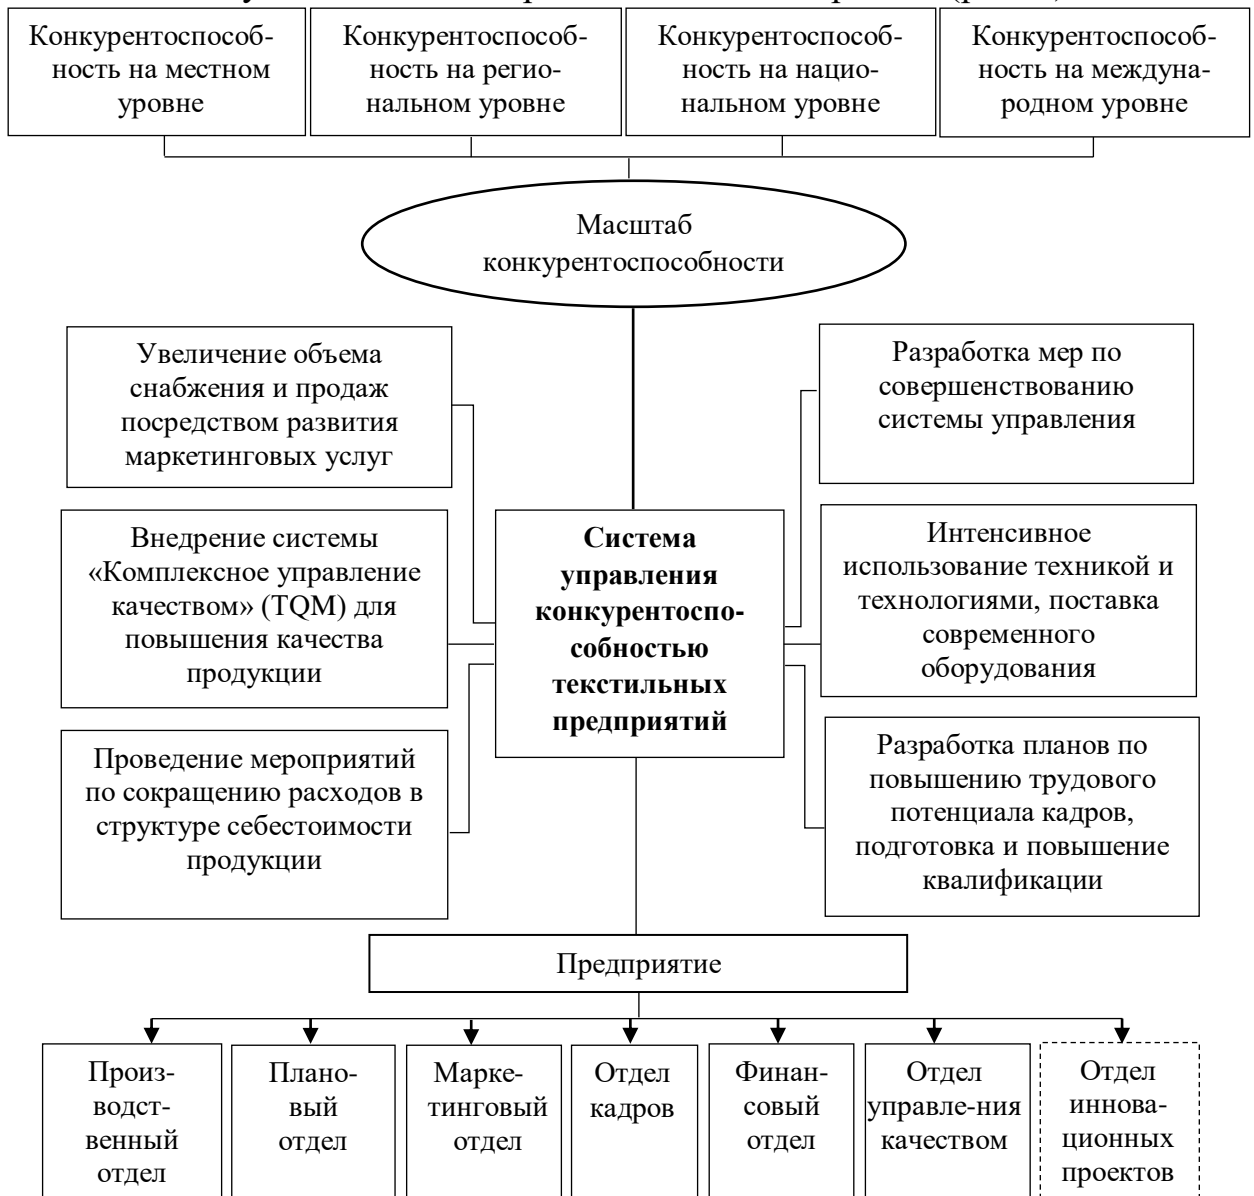 Конкурентоспособ-
ность на местном
уровне
Конкурентоспособ-
ность на регио-
нальном уровне
Конкурентоспособ-
ность на нацио-
нальном уровне
Конкурентоспособ-
ность на междуна-
родном уровне
Масштаб
конкурентоспособности
Увеличение объема
снабжения и продаж
посредством развития
маркетинговых услуг
Разработка мер по
совершенствованию
системы управления
Внедрение системы
«Комплексное управление
качеством» (TQM) для
повышения качества
продукции
Система
управления
конкурентоспо-
собностью
текстильных
предприятий
Интенсивное
использование техникой и
технологиями, поставка
современного
оборудования
Проведение мероприятий
по сокращению расходов в
структуре себестоимости
продукции
Разработка планов по
повышению трудового
потенциала кадров,
подготовка и повышение
квалификации
Предприятие
Произ-
водст-
венный
отдел
Плано-
вый
отдел
Марке-
тинговый
отдел
Отдел
кадров
Финан-
совый
отдел
Отдел
управле-ния
качеством
Отдел
иннова-
ционных
проектов